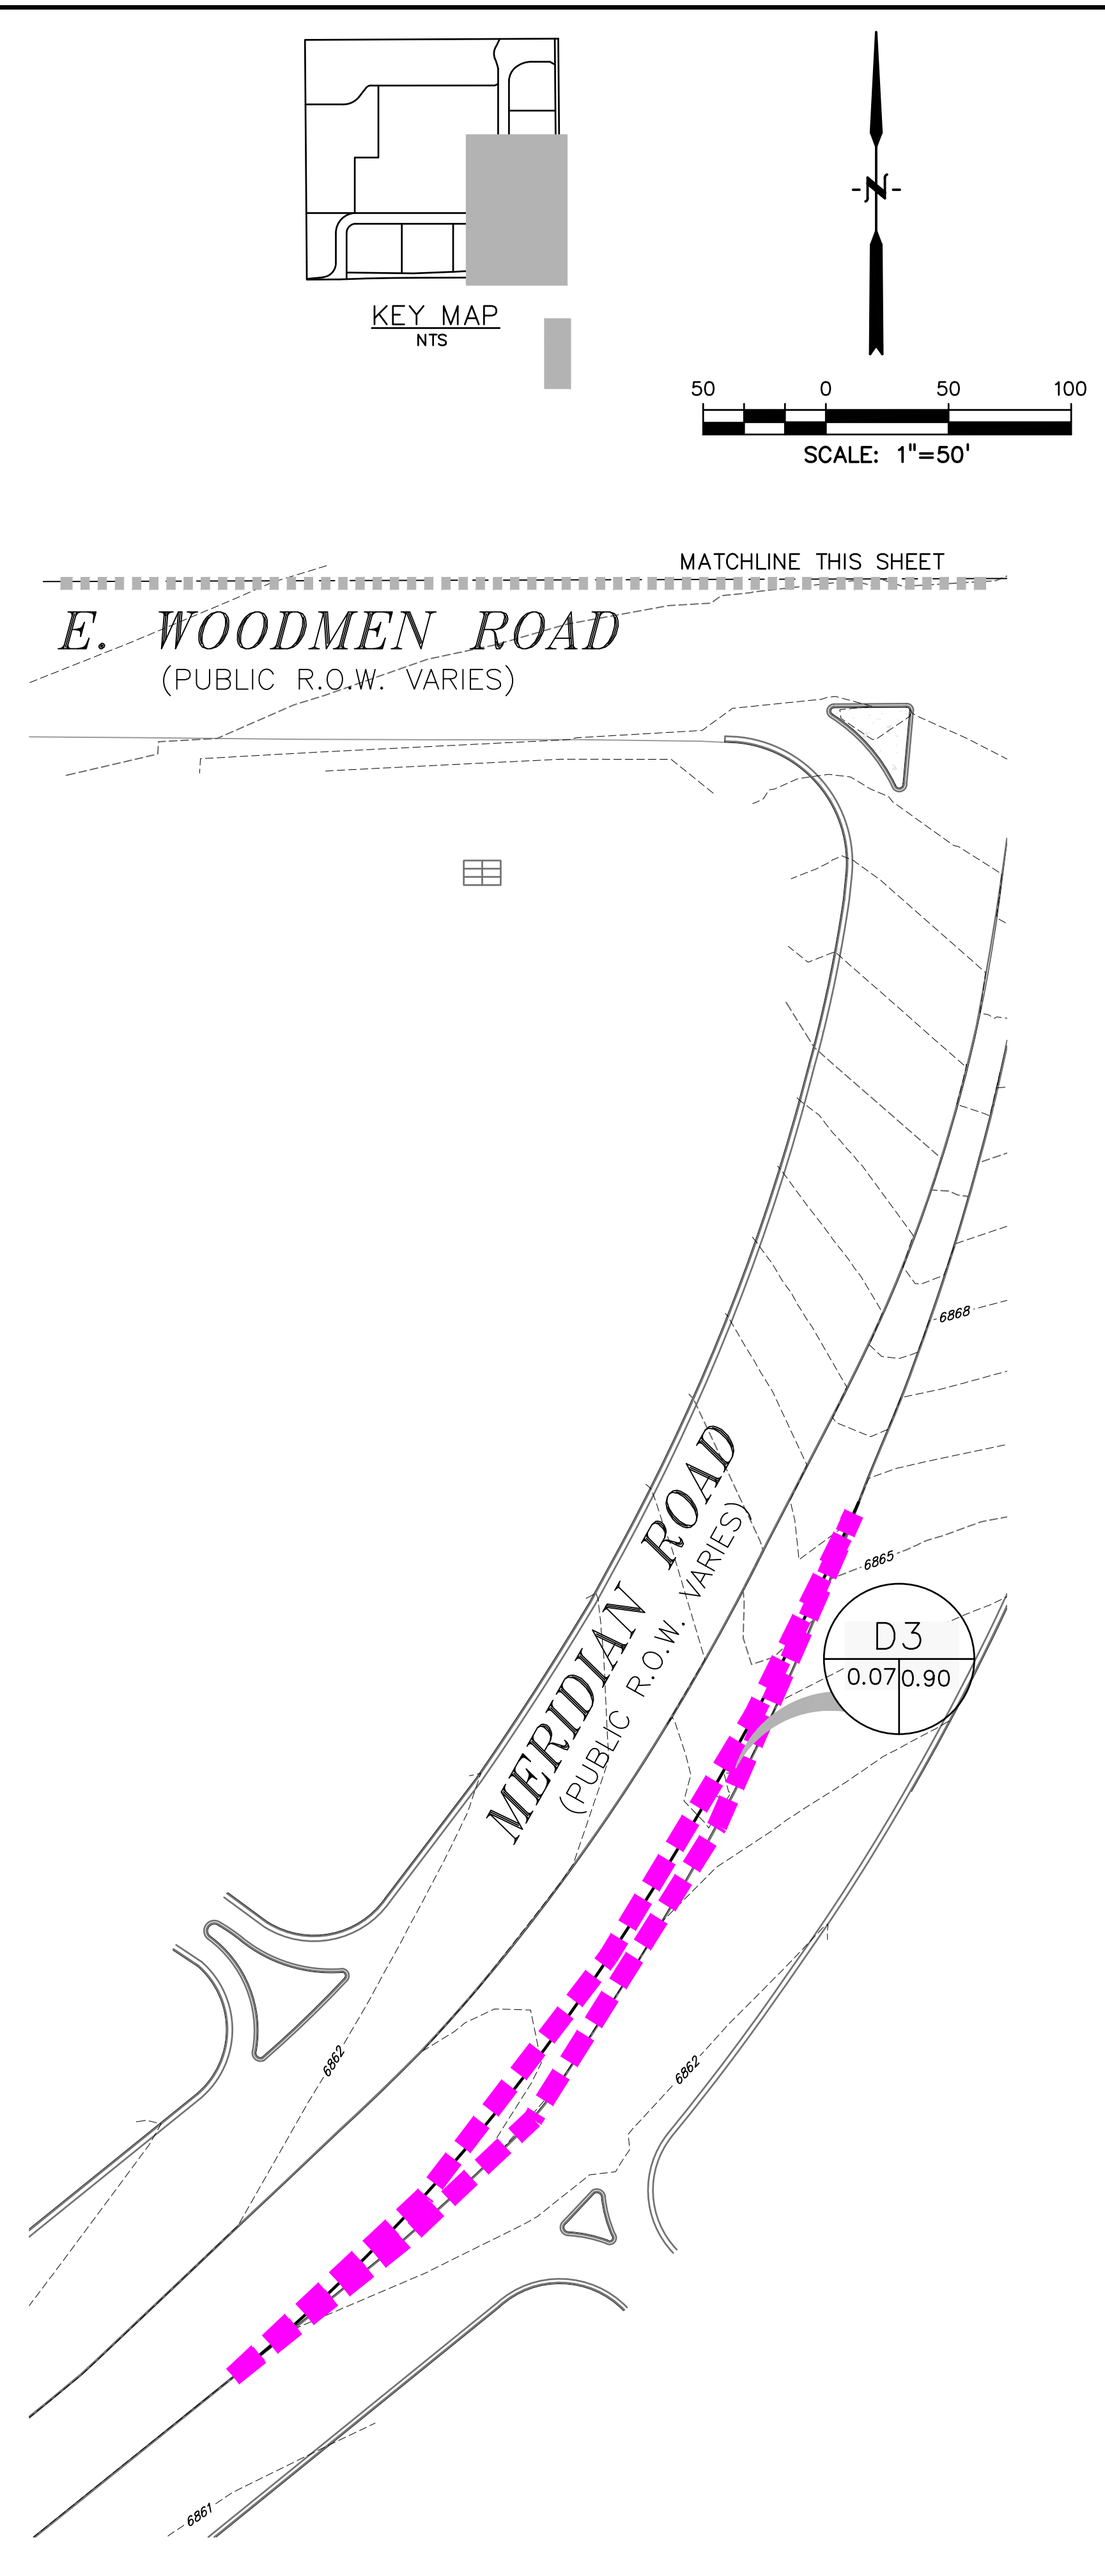 KEY MAP
NTS
-N-
50 0 50 100
SCALE: 1"=50'
MATCHLINE THIS SHEET
E. WOODMEN ROAD
(PUBLIC R.O.W. VARIES)
6868
MERIDIAN ROAD
(PUBLIC R.O.W. VARIES)
6865
D3
0.07 0.90
6862
6862
6861